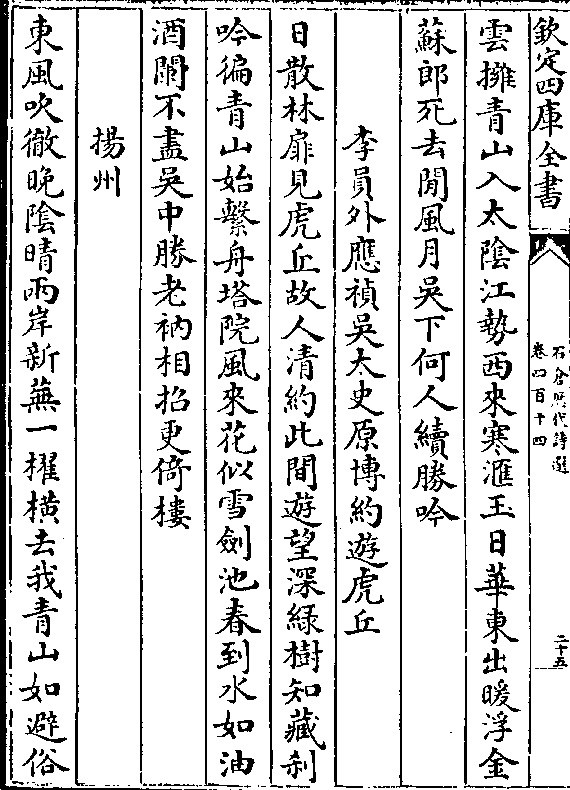 欽定四庫全書
石倉歴代詩選
卷四百十四
二十五
雲擁青山入太陰江勢西來寒滙玉日華東出暖浮金
蘇郎死去閒風月吳下何人續勝吟
李員外應禎吳太史原博約遊虎丘
日散林扉見虎丘故人清約此間遊望深緑樹知藏刹
吟徧青山始繫舟塔院風來花似雪劍池春到水如油
酒闌不盡吳中勝老衲相招更倚樓
揚州
東風吹徹晚陰晴兩岸新蕪一櫂橫去我青山如避俗